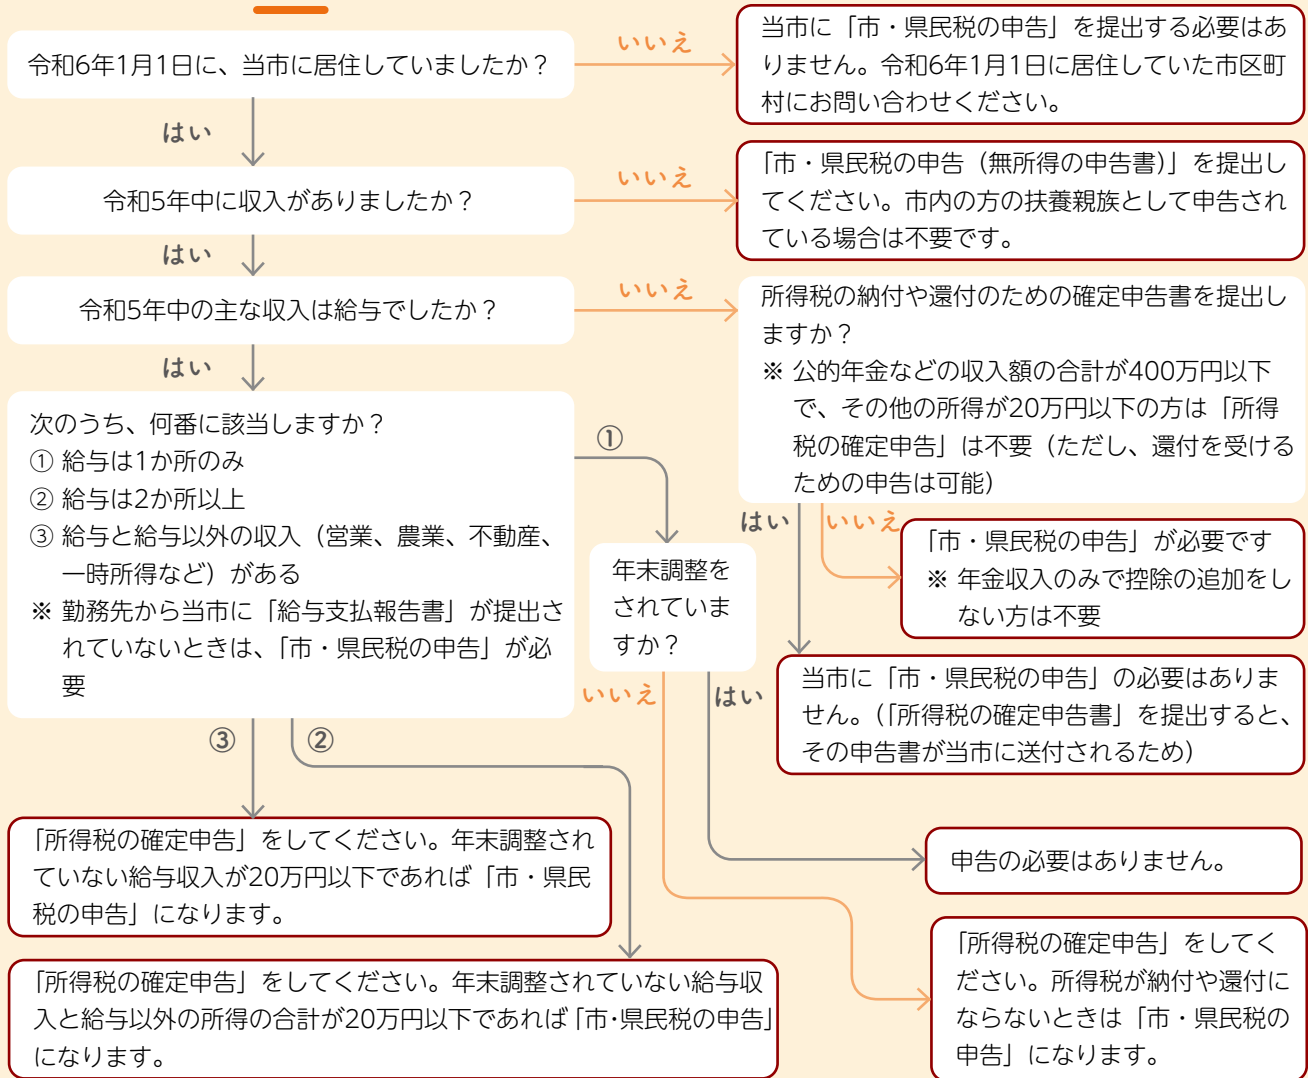 令和6年1月1日に、当市に居住していましたか?
いいえ
当市に「市・県民税の申告」を提出する必要はあ
りません。令和6年1月1日に居住していた市区町
村にお問い合わせください。
はい
令和5年中に収入がありましたか?
いいえ
「市・県民税の申告(無所得の申告書)」を提出し
てください。市内の方の扶養親族として申告され
ている場合は不要です。
はい
令和5年中の主な収入は給与でしたか?
いいえ
所得税の納付や還付のための確定申告書を提出し
ますか?
※ 公的年金などの収入額の合計が400万円以下
で、その他の所得が20万円以下の方は「所得
税の確定申告」は不要(ただし、還付を受ける
ための申告は可能)
はい
次のうち、何番に該当しますか?
① 給与は1か所のみ
② 給与は2か所以上
③ 給与と給与以外の収入(営業、農業、不動産、
一時所得など)がある
※ 勤務先から当市に「給与支払報告書」が提出さ
れていないときは、「市・県民税の申告」が必
要
①
年末調整を
されていま
すか?
はい
いいえ
「市・県民税の申告」が必要です
※ 年金収入のみで控除の追加をし
ない方は不要
当市に「市・県民税の申告」の必要はありま
せん。(「所得税の確定申告書」を提出すると、
その申告書が当市に送付されるため)
いいえ
はい
③
②
「所得税の確定申告」をしてください。年末調整され
ていない給与収入が20万円以下であれば「市・県民
税の申告」になります。
申告の必要はありません。
「所得税の確定申告」をしてください。年末調整されていない給与収
入と給与以外の所得の合計が20万円以下であれば「市・県民税の申告」
になります。
「所得税の確定申告」をしてく
ださい。所得税が納付や還付に
ならないときは「市・県民税の
申告」になります。